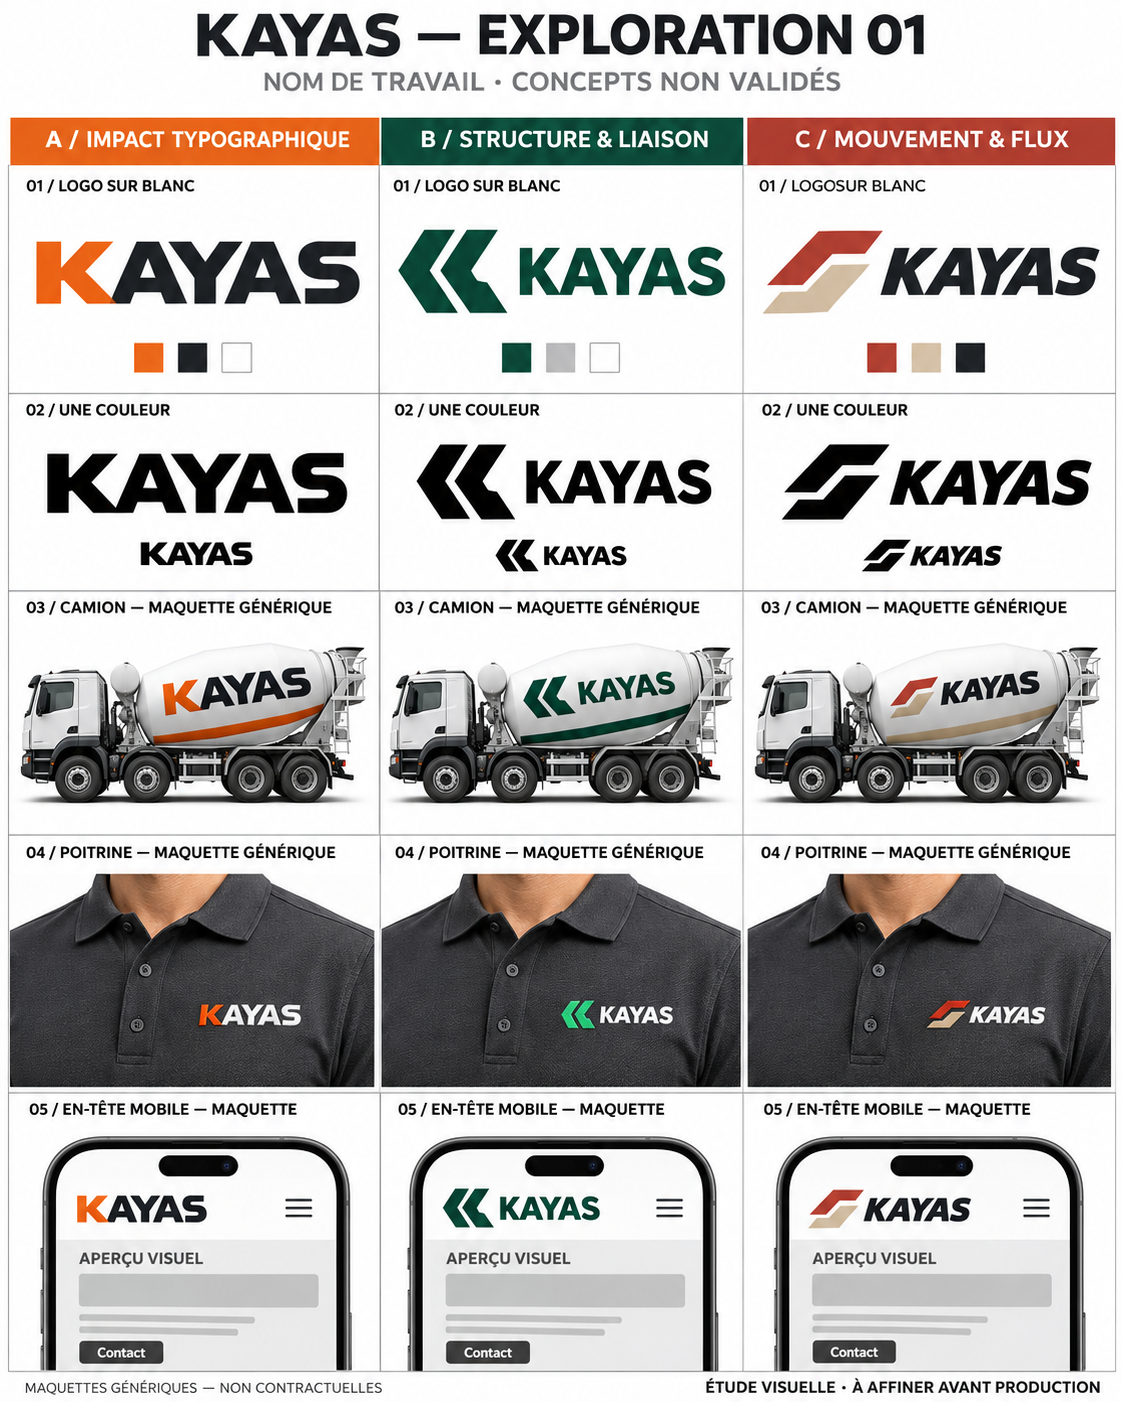 KAYAS — EXPLORATION 01
NOM DE TRAVAIL · CONCEPTS NON VALIDÉS
A / IMPACT TYPOGRAPHIQUE
B / STRUCTURE & LIAISON
C / MOUVEMENT & FLUX
01 / LOGO SUR BLANC
01 / LOGO SUR BLANC
01 / LOGOSUR BLANC
KAYAS
KAYAS
KAYAS
02 / UNE COULEUR
02 / UNE COULEUR
02 / UNE COULEUR
KAYAS
KAYAS
KAYAS
KAYAS
KAYAS
KAYAS
03 / CAMION — MAQUETTE GÉNÉRIQUE
03 / CAMION — MAQUETTE GÉNÉRIQUE
03 / CAMION — MAQUETTE GÉNÉRIQUE
KAYAS
KAYAS
KAYAS
04 / POITRINE — MAQUETTE GÉNÉRIQUE
04 / POITRINE — MAQUETTE GÉNÉRIQUE
04 / POITRINE — MAQUETTE GÉNÉRIQUE
KAYAS
KAYAS
KAYAS
05 / EN-TÊTE MOBILE — MAQUETTE
05 / EN-TÊTE MOBILE — MAQUETTE
05 / EN-TÊTE MOBILE — MAQUETTE
KAYAS
KAYAS
KAYAS
APERÇU VISUEL
APERÇU VISUEL
APERÇU VISUEL
Contact
Contact
Contact
MAQUETTES GÉNÉRIQUES — NON CONTRACTUELLES
ÉTUDE VISUELLE · À AFFINER AVANT PRODUCTION